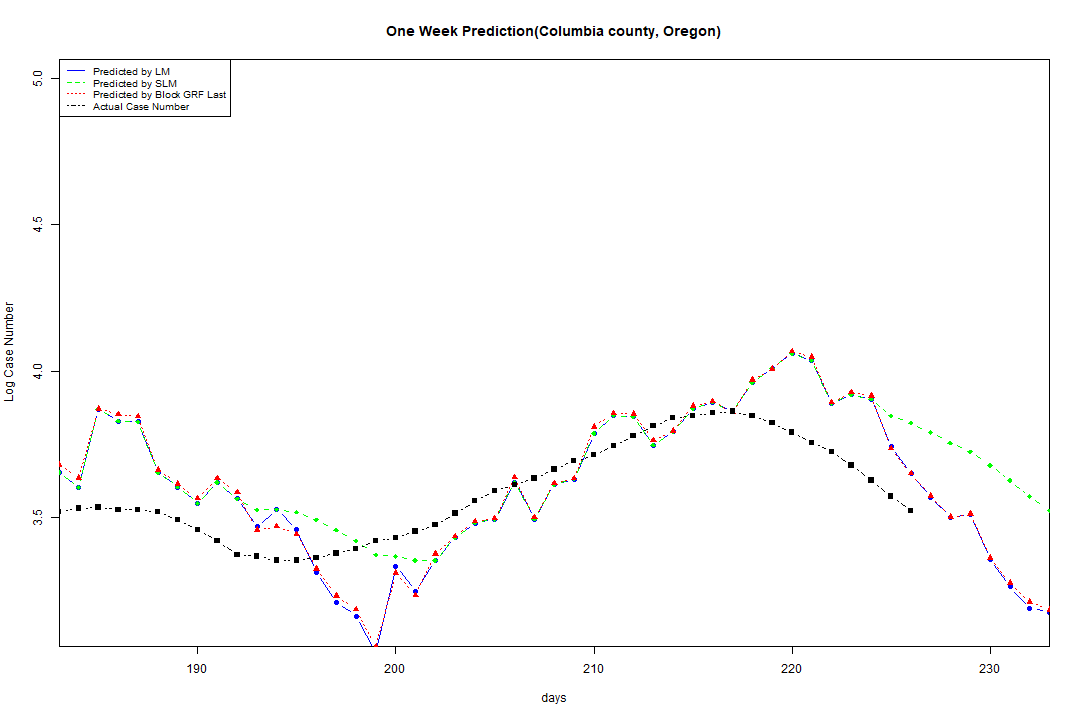 One Week Prediction(Columbia county, Oregon)
Predicted by LM
Predicted by SLM
Predicted by Block GRF Last
Actual Case Number
5.0
4.5
4.0
3.5
Log Case Number
190 200 210 220 230
days